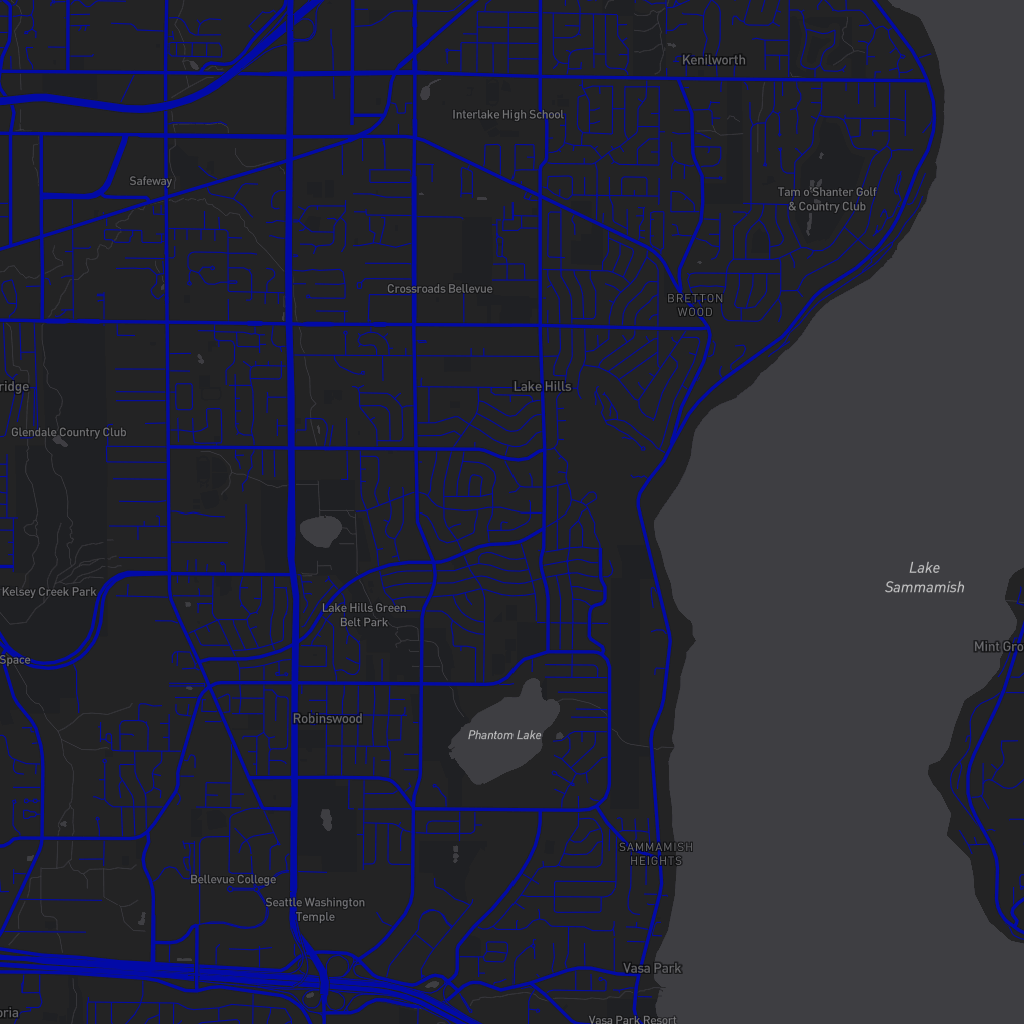 Kenilworth
Interlake High School
Safeway
Tam o'Shanter Golf
& Country Club
Crossroads Bellevue
BRETTON
WOOD
ridge
Lake Hills
Glendale Country Club
Lake
Sammamish
Kelsey Creek Park
Lake Hills Green
Belt Park
Mint Gro
Space
Robinswood
Phantom Lake
SAMMAMISH
HEIGHTS
Bellevue College
Seattle Washington
Temple
Vasa Park
oria
Vasa Park Resort